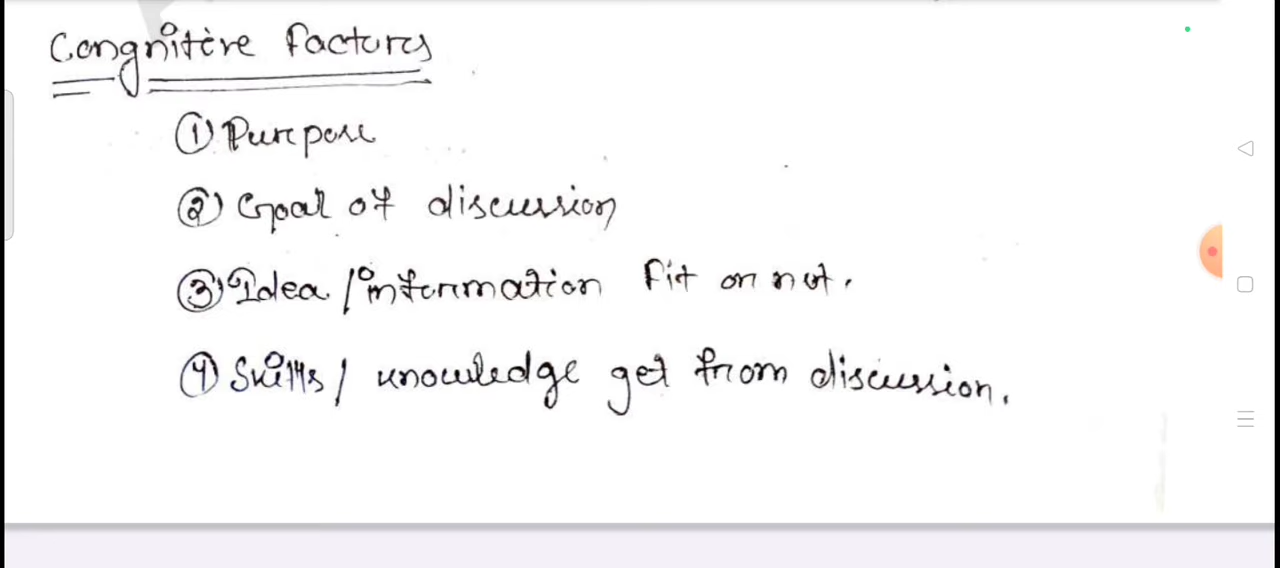 Congnitive factors
① Purpose
② Goal of discussion
③ Idea/information fit or not.
④ Skills/ knowledge get from discussion.